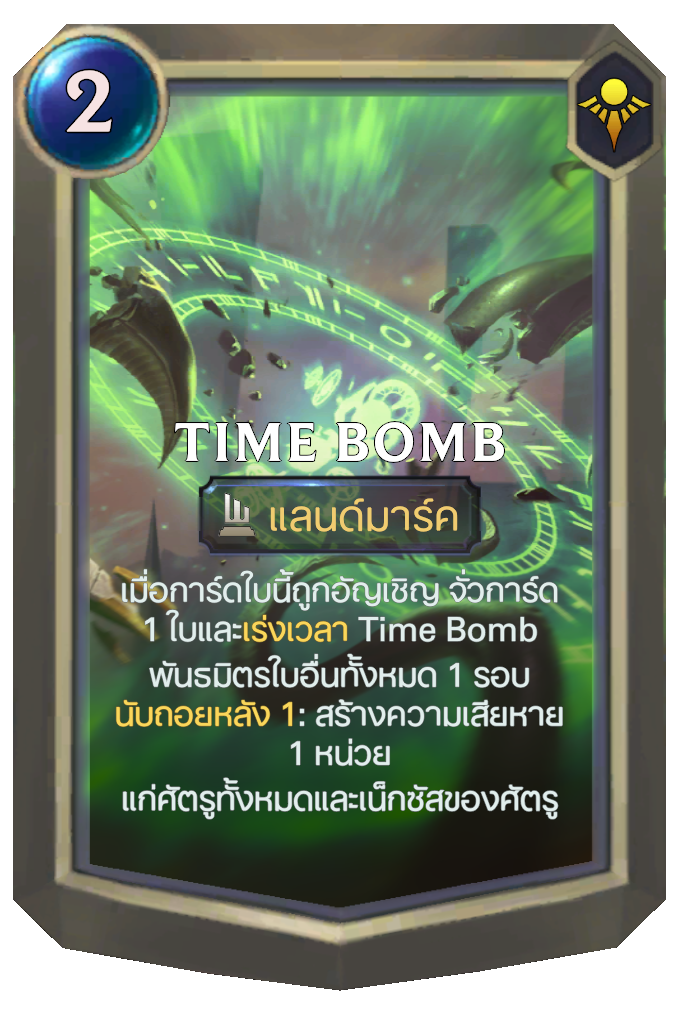 2
TIME BOMB
แลนด์มาร์ค
เมื่อการ์ดใบนี้ถูกอัญเชิญ จั่วการ์ด
1 ใบและเร่งเวลา Time Bomb
พันธมิตรใบอื่นทั้งหมด 1 รอบ
นับถอยหลัง 1: สร้างความเสียหาย
1 หน่วย
แก่ศัตรูทั้งหมดและเน็กซัสของศัตรู